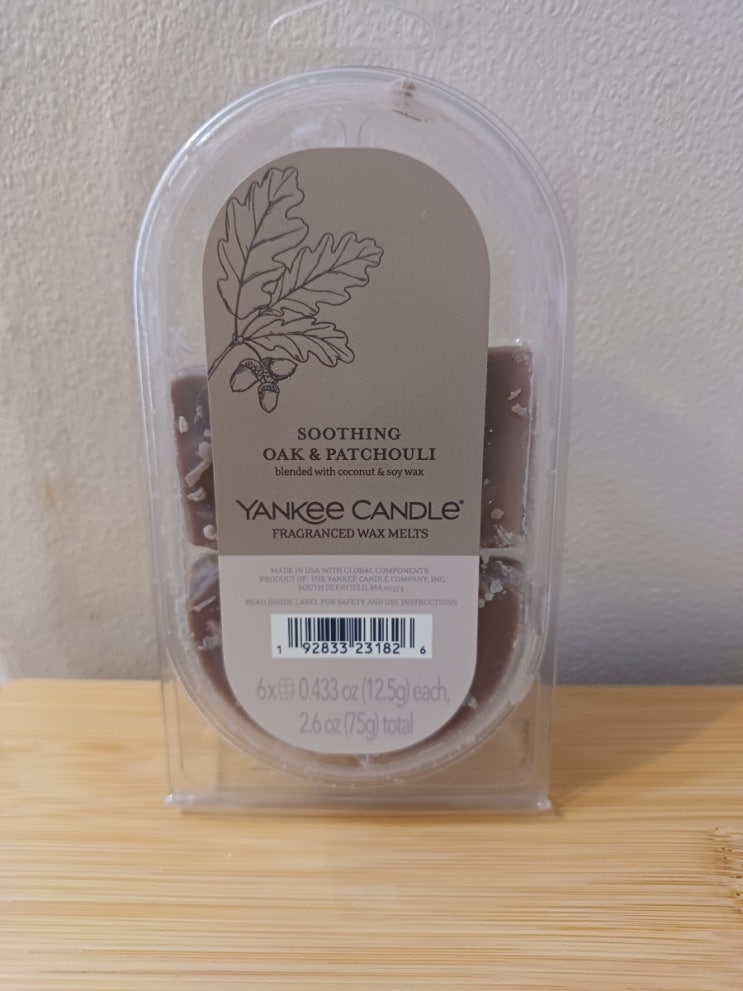 SOOTHING
OAK & PATCHOULI
blended with coconut & soy wax
YANKEE CANDLE®
FRAGRANCED WAX MELTS
MADE IN USA WITH GLOBAL COMPONENTS
PRODUCT OF: THE YANKEE CANDLE COMPANY, INC.
SOUTH DEERFIELD, MA 01373
READ INSIDE LABEL FOR SAFETY AND USE INSTRUCTIONS
1 92833 23182 6
6x 0.433 oz (12.5g) each,
2.6 oz (75g) total